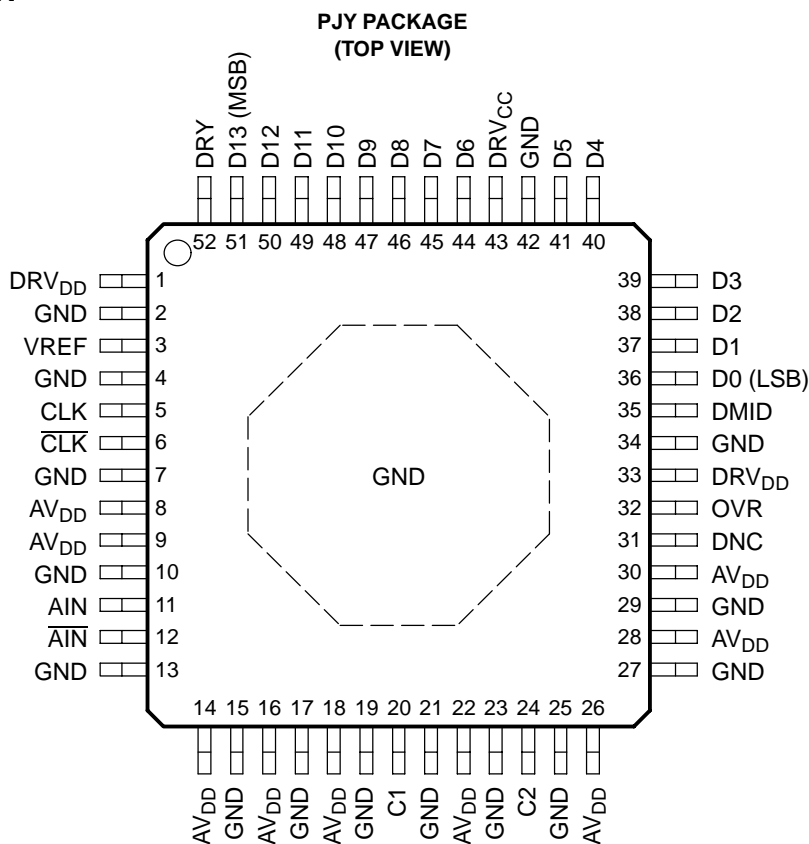 PJY PACKAGE
(TOP VIEW)
DRY
D13 (MSB)
D12
D11
D10
D9
D8
D7
D6
DRVCC
GND
D5
D4
52 51 50 49 48 47 46 45 44 43 42 41 40
DRVDD 1
GND 2
VREF 3
GND 4
CLK 5
CLK 6
GND 7
AVDD 8
AVDD 9
GND 10
AIN 11
AIN 12
GND 13
GND
39 D3
38 D2
37 D1
36 D0 (LSB)
35 DMID
34 GND
33 DRVDD
32 OVR
31 DNC
30 AVDD
29 GND
28 AVDD
27 GND
14 15 16 17 18 19 20 21 22 23 24 25 26
AVDD
GND
AVDD
GND
AVDD
GND
C1
GND
AVDD
GND
C2
GND
AVDD